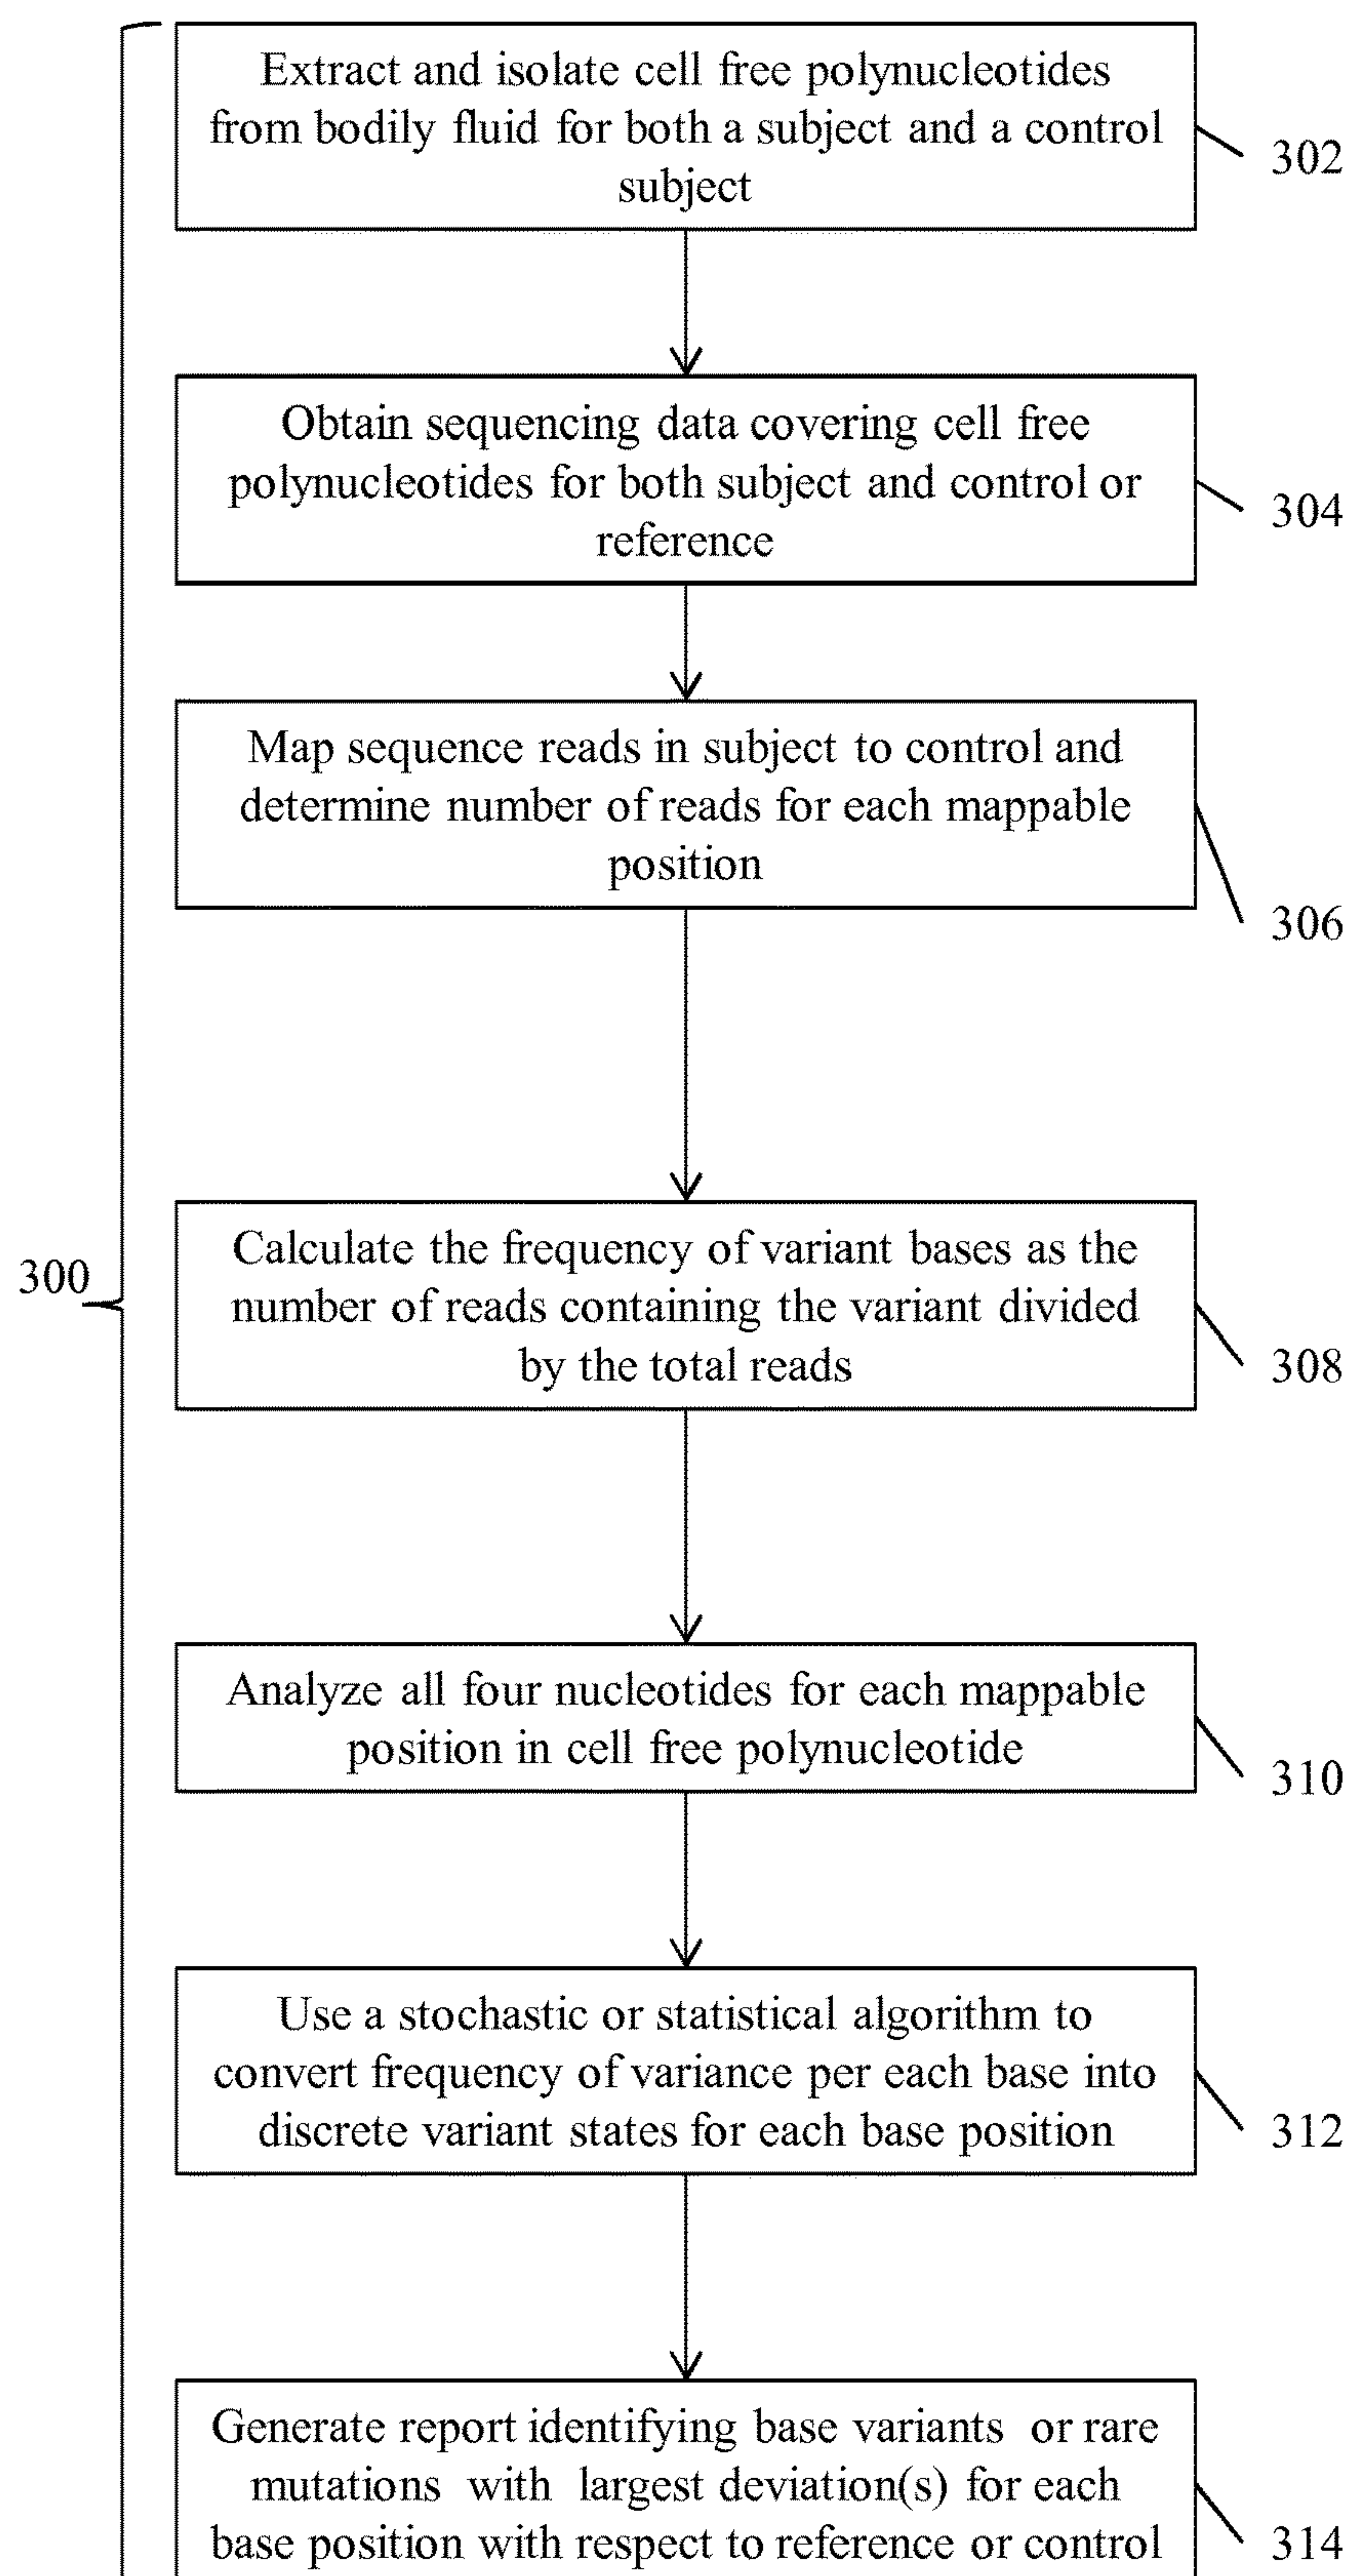 Extract and isolate cell free polynucleotides
from bodily fluid for both a subject and a control
subject
302
Obtain sequencing data covering cell free
polynucleotides for both subject and control or
reference
304
Map sequence reads in subject to control and
determine number of reads for each mappable
position
306
300
Calculate the frequency of variant bases as the
number of reads containing the variant divided
by the total reads
308
Analyze all four nucleotides for each mappable
position in cell free polynucleotide
310
Use a stochastic or statistical algorithm to
convert frequency of variance per each base into
discrete variant states for each base position
312
Generate report identifying base variants or rare
mutations with largest deviation(s) for each
base position with respect to reference or control
314